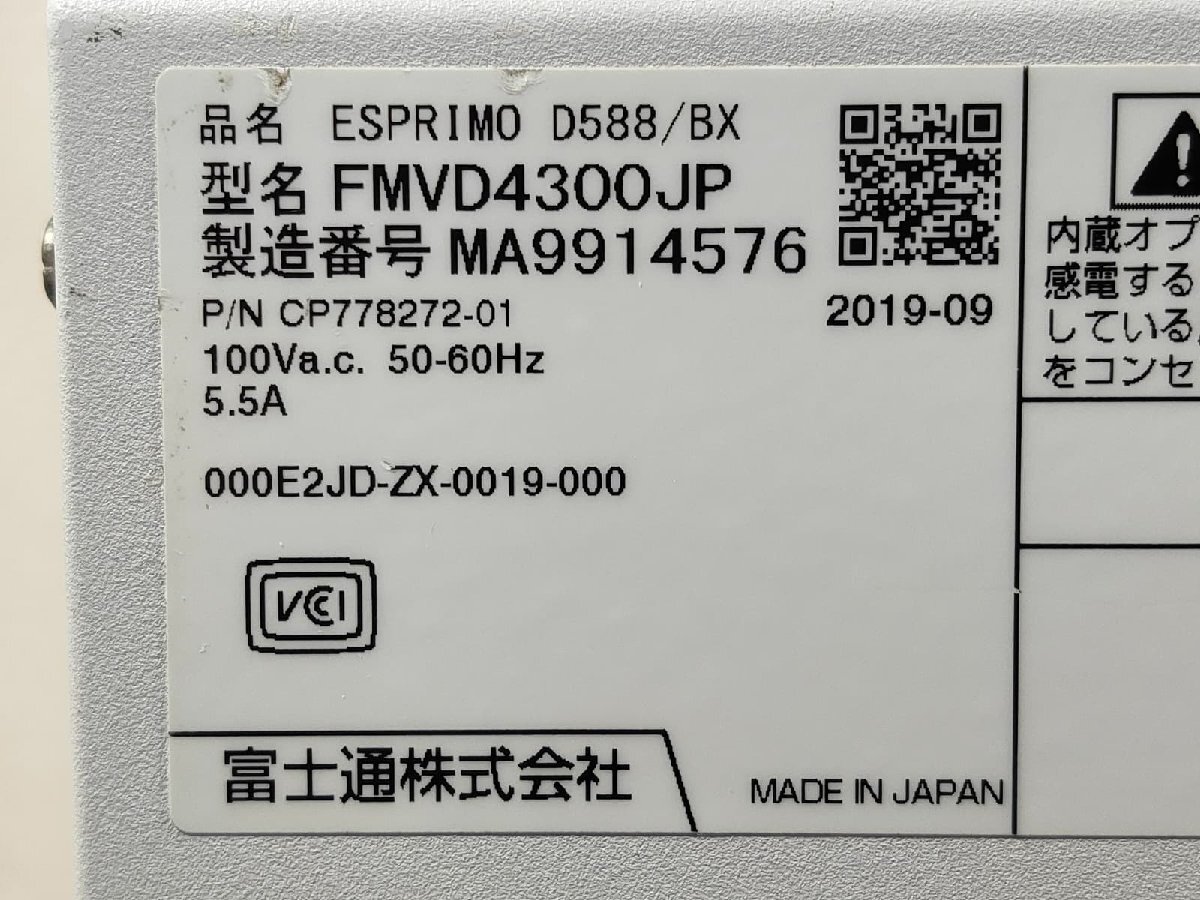 品名 ESPRIMO D588/BX
型名 FMVD4300JP
製造番号 MA9914576
P/N CP778272-01
2019-09
100Va.c. 50-60Hz
5.5A
000E2JD-ZX-0019-000
VCI
富士通株式会社
MADE IN JAPAN
内蔵オプ
感電する
している
をコンセ